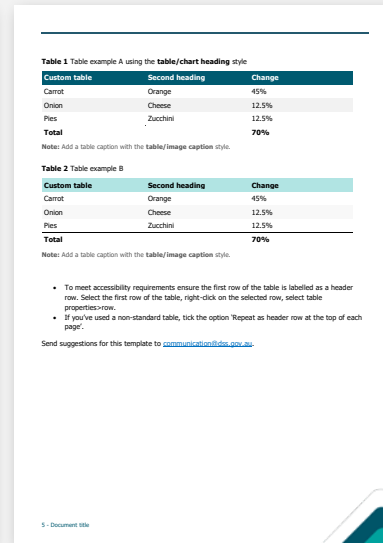 Table 1 Table example A using the table/chart heading style
Custom table Second heading Change
Carrot Orange 45%
Onion Cheese 12.5%
Pies Zucchini 12.5%
Total 70%
Note: Add a table caption with the table/image caption style.
Table 2 Table example B
Custom table Second heading Change
Carrot Orange 45%
Onion Cheese 12.5%
Pies Zucchini 12.5%
Total 70%
Note: Add a table caption with the table/image caption style.
• To meet accessibility requirements ensure the first row of the table is labelled as a header
row. Select the first row of the table, right-click on the selected row, select table
properties>row.
• If you've used a non-standard table, tick the option 'Repeat as header row at the top of each
page'.
Send suggestions for this template to communication@dss.gov.au.
5 - Document title